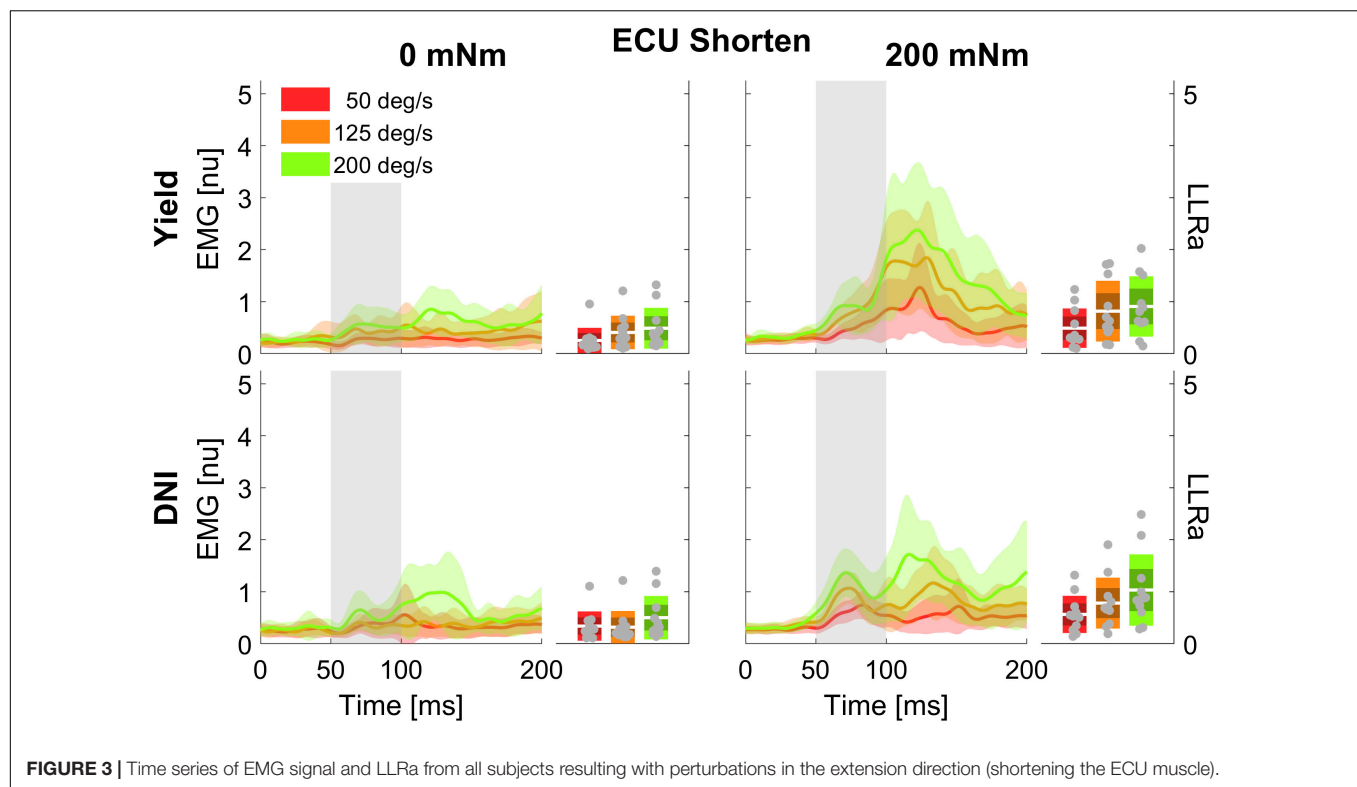 ECU Shorten
0 mNm
200 mNm
50 deg/s
125 deg/s
200 deg/s
Yield
EMG [nu]
5
4
3
2
1
0
5
LLRa
0
DNI
EMG [nu]
5
4
3
2
1
0
5
LLRa
0
0 50 100 200
Time [ms]
0 50 100 200
Time [ms]
FIGURE 3 | Time series of EMG signal and LLRa from all subjects resulting with perturbations in the extension direction (shortening the ECU muscle).